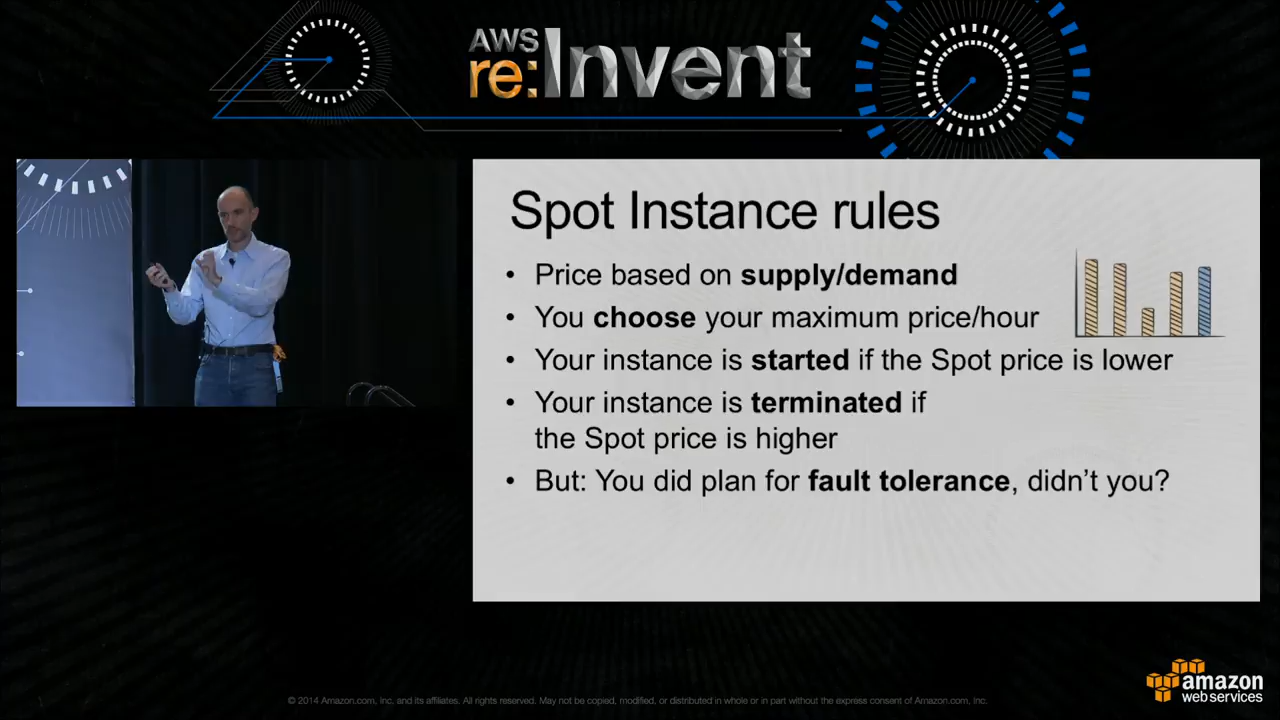 AWS
re:Invent
Spot Instance rules
• Price based on supply/demand
• You choose your maximum price/hour
• Your instance is started if the Spot price is lower
• Your instance is terminated if
the Spot price is higher
• But: You did plan for fault tolerance, didn't you?
amazon
web services
© 2014 Amazon.com, Inc. and its affiliates. All rights reserved. May not be copied, modified, or distributed in whole or in part without the express consent of Amazon.com, Inc.